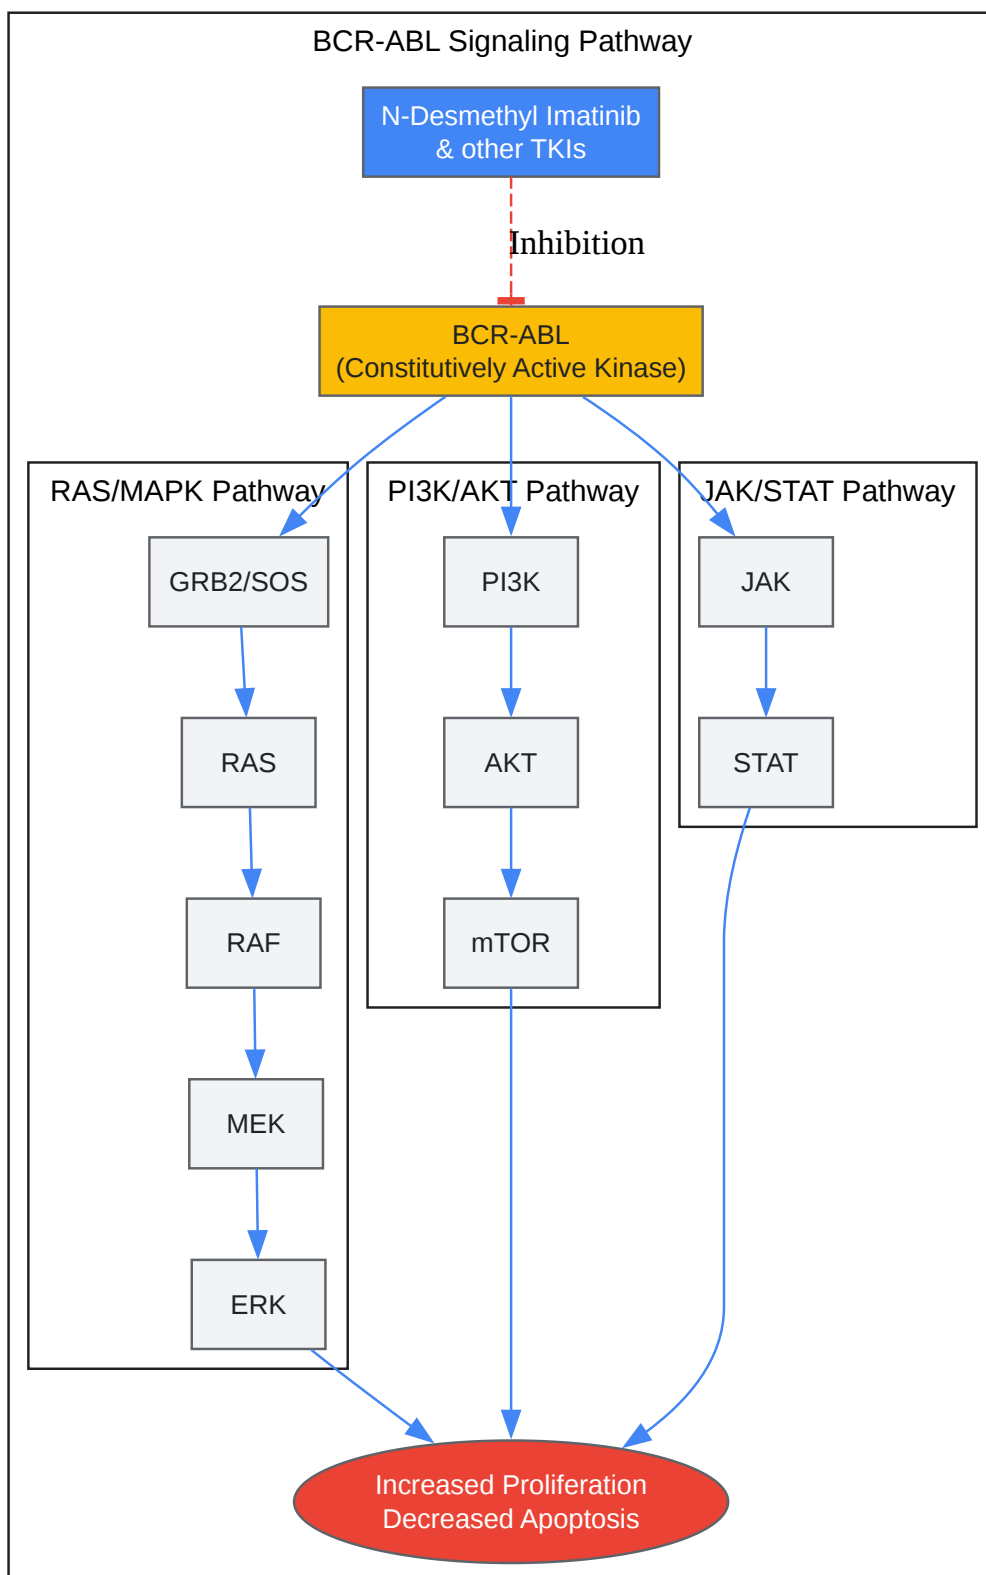 BCR-ABL Signaling Pathway
N-Desmethyl Imatinib
& other TKIs
Inhibition
BCR-ABL
(Constitutively Active Kinase)
RAS/MAPK Pathway
PI3K/AKT Pathway
JAK/STAT Pathway
GRB2/SOS
PI3K
JAK
RAS
AKT
STAT
RAF
mTOR
MEK
ERK
Increased Proliferation
Decreased Apoptosis